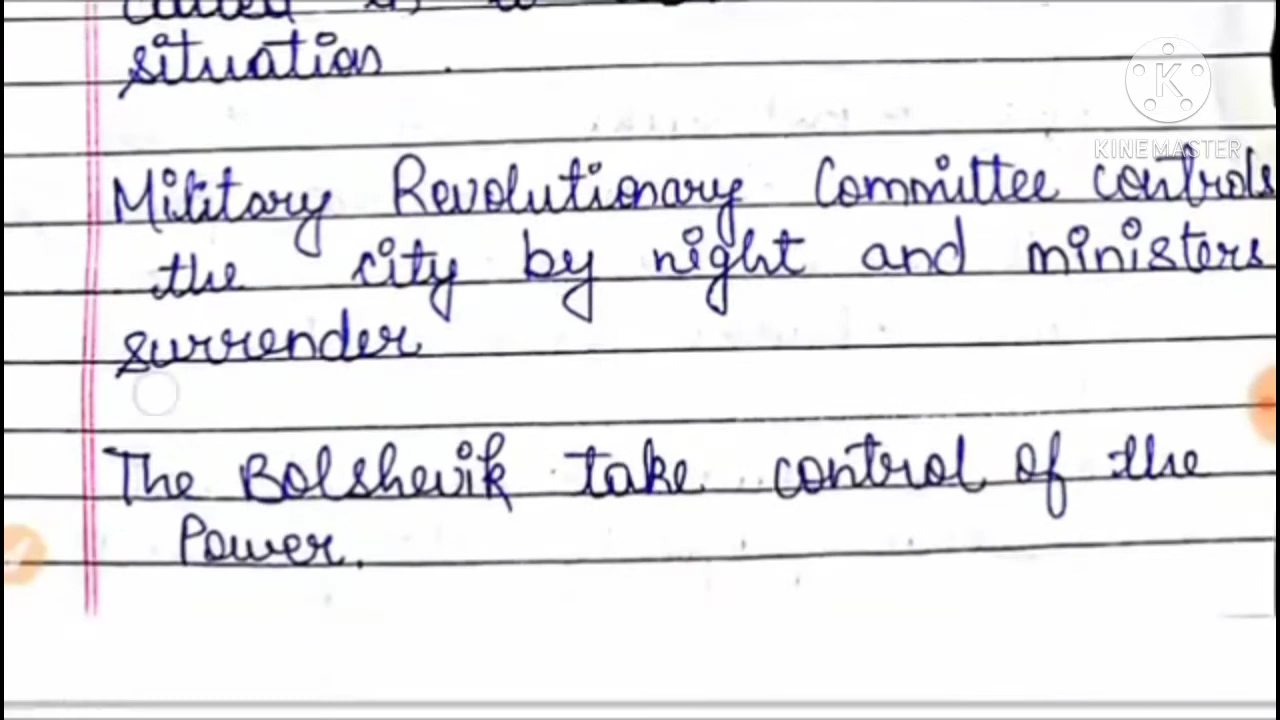 situation.
K
KINEMASTER
Military Revolutionary Committee controls
the city by night and ministers
surrender
The Bolshevik take control of the
Power.